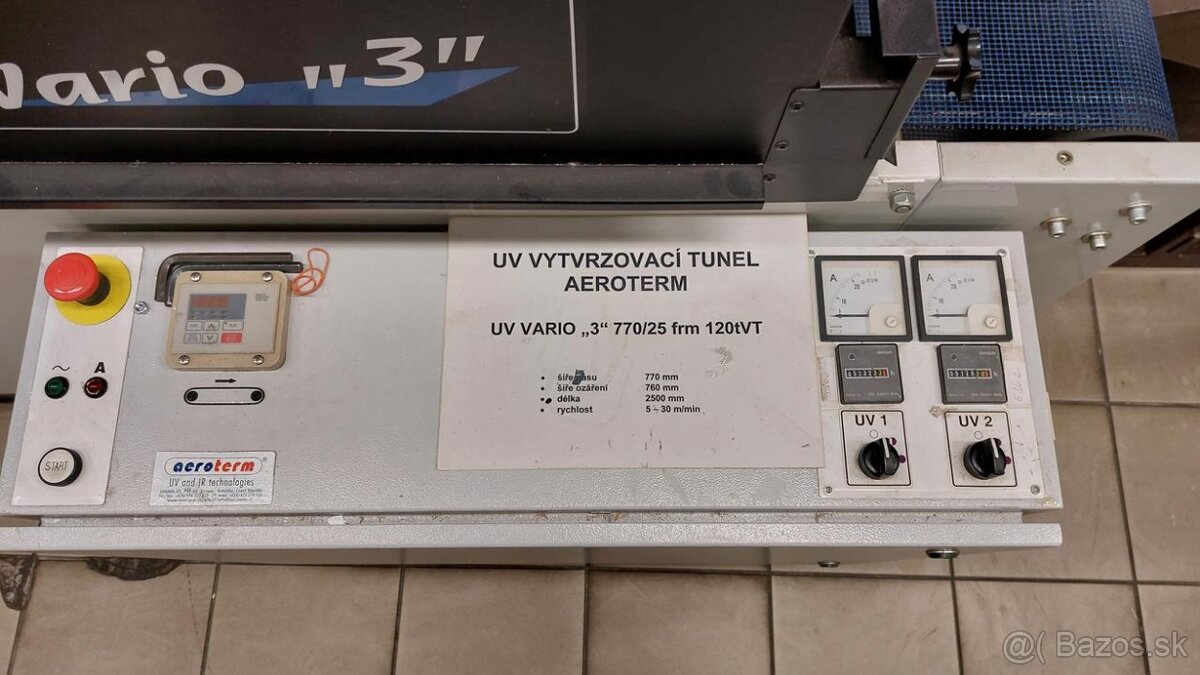 Vario "3"
UV VYTVRZOVACÍ TUNEL
AEROTERM
UV VARIO „3“ 770/25 frm 120tVT
• šíře pasu 770 mm
• šíře ozáření 760 mm
• délka 2500 mm
• rychlost 5 – 30 m/min
A
A
A
START
aeroterm®
UV and IR technologies
UV 1
UV 2
@( Bazos.sk